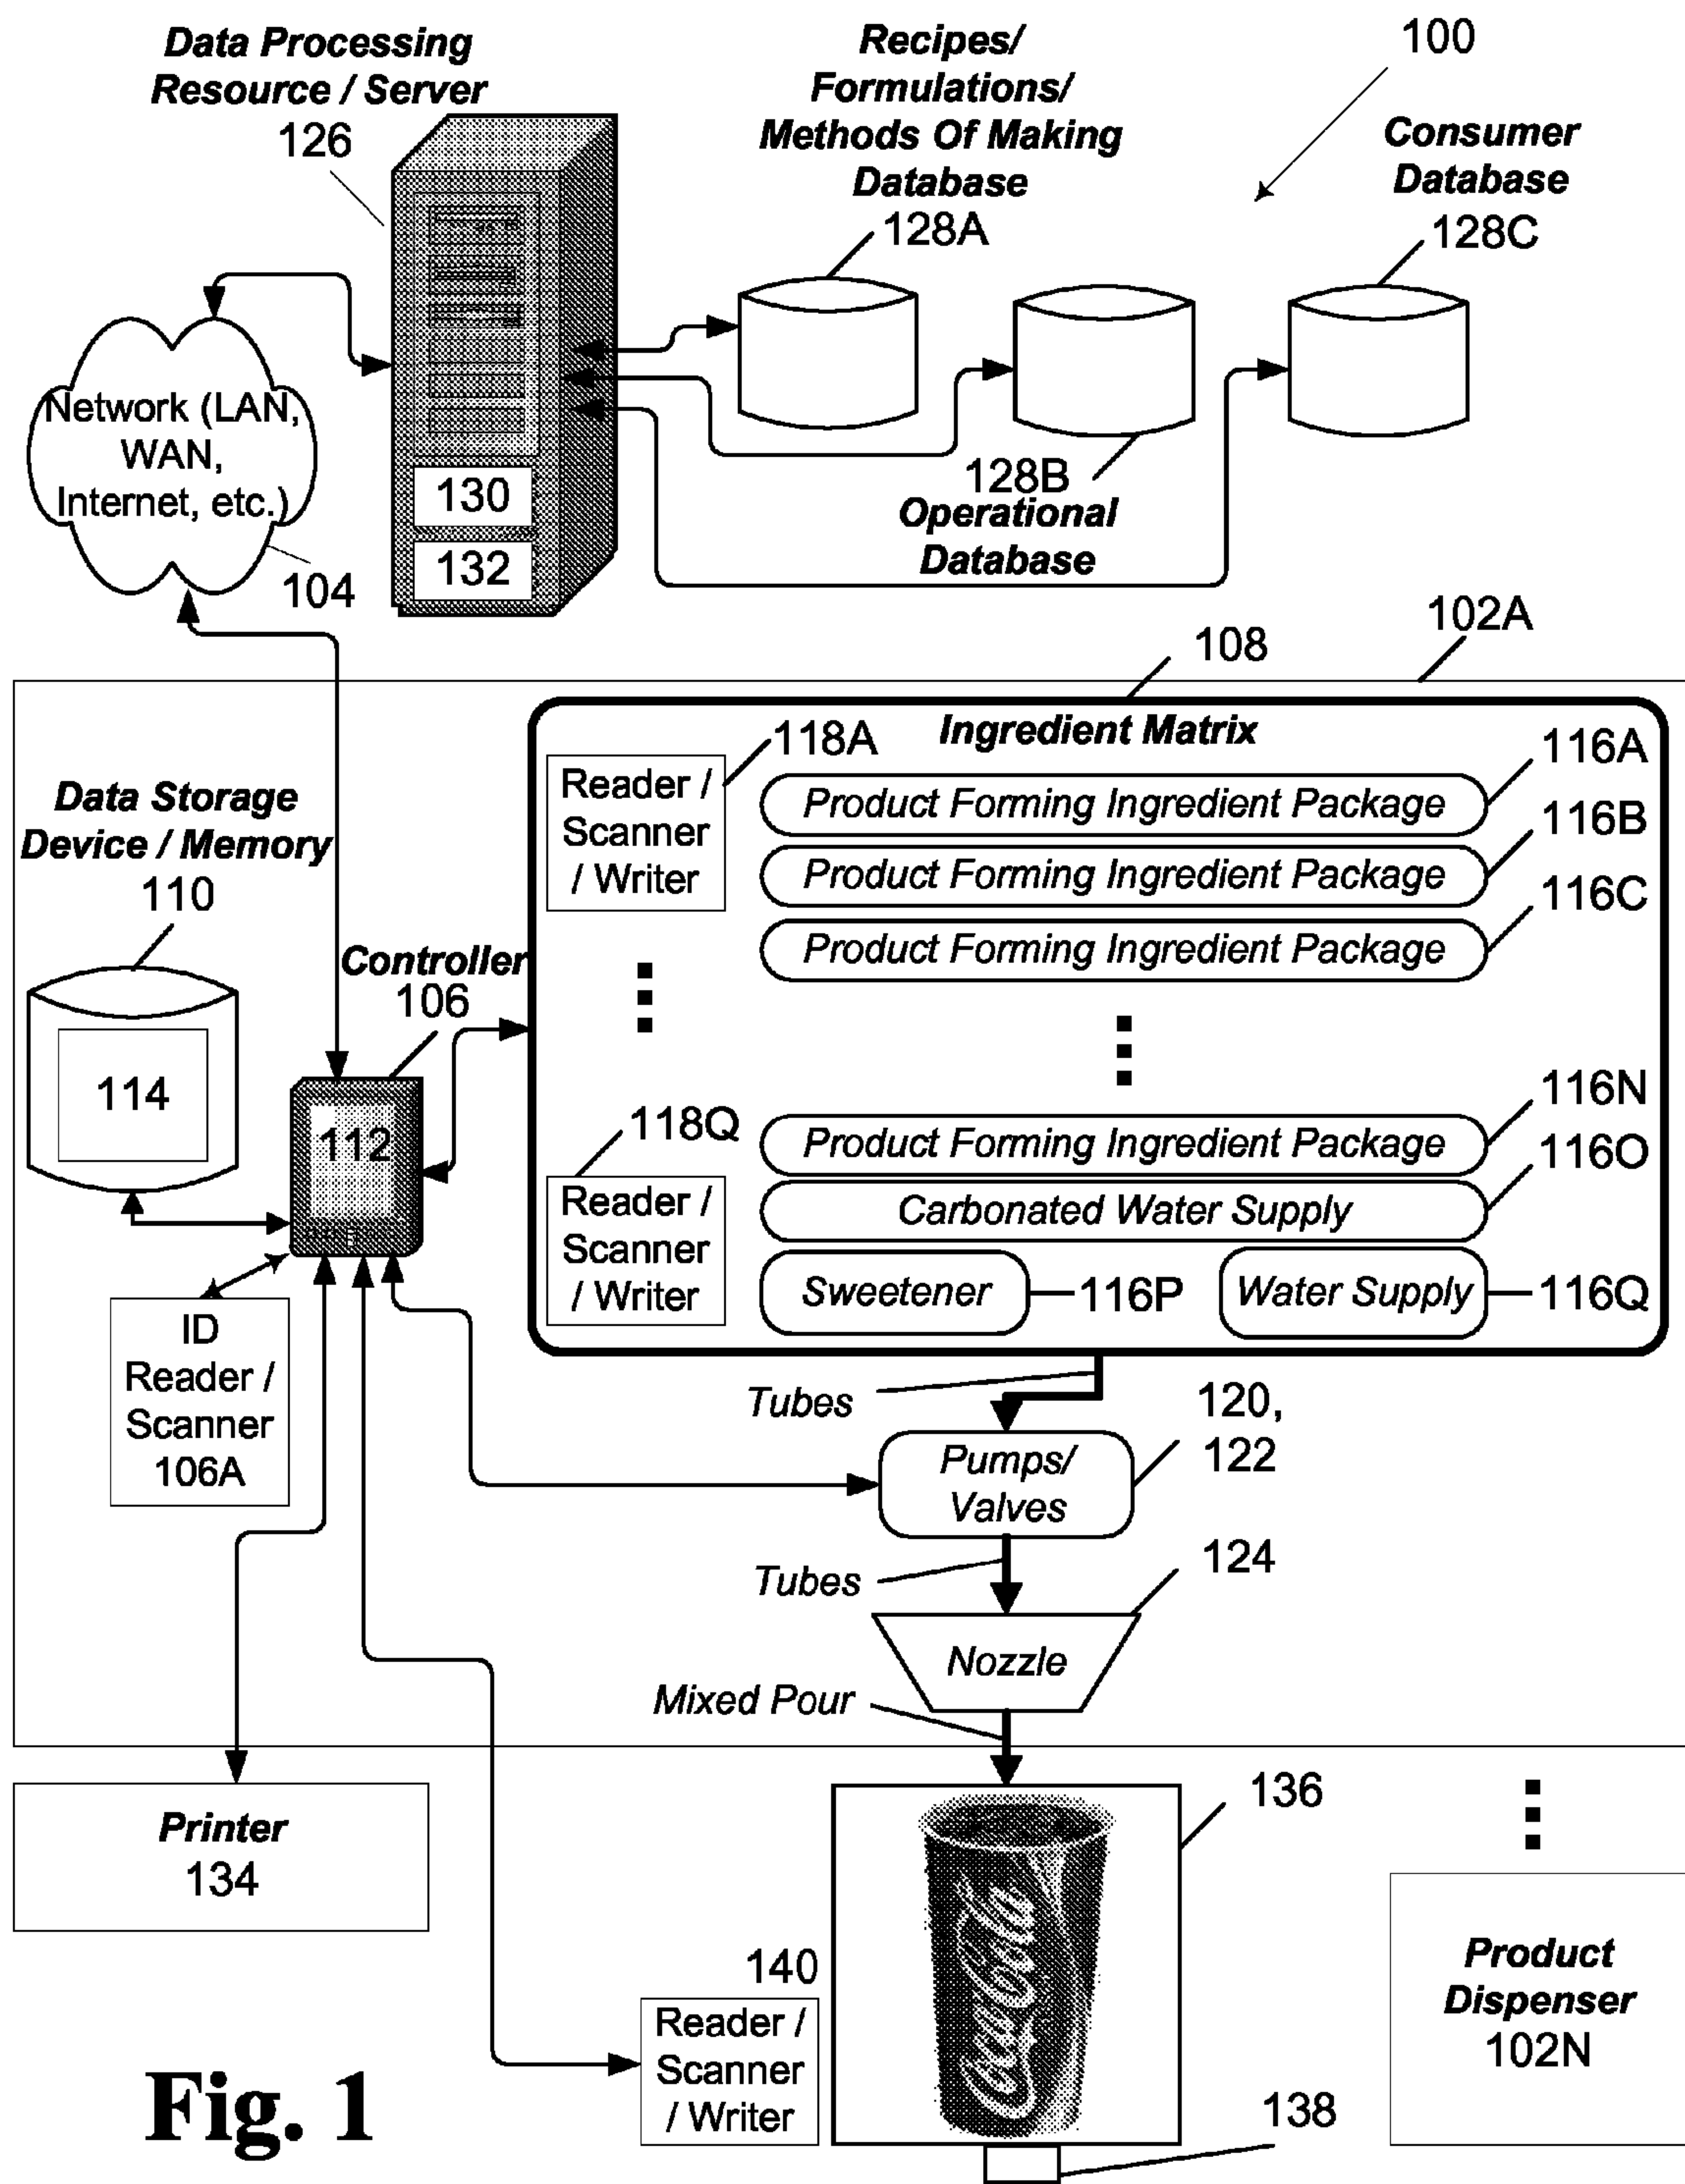 Data Processing
Resource / Server
126
Recipes/
Formulations/
Methods Of Making
Database
128A
100
Consumer
Database
128C
Network (LAN,
WAN,
Internet, etc.)
104
130
132
128B
Operational
Database
102A
108
Ingredient Matrix
118A
Reader /
Scanner
/ Writer
Product Forming Ingredient Package
116A
Product Forming Ingredient Package
116B
Product Forming Ingredient Package
116C
Data Storage
Device / Memory
110
114
Controller
106
112
118Q
Reader /
Scanner
/ Writer
Product Forming Ingredient Package
116N
Carbonated Water Supply
116O
Sweetener
116P
Water Supply
116Q
ID
Reader /
Scanner
106A
Tubes
Pumps/
Valves
120,
122
Tubes
124
Nozzle
Mixed Pour
Printer
134
136
Coca-Cola
140
Reader /
Scanner
/ Writer
Product
Dispenser
102N
138
Fig. 1